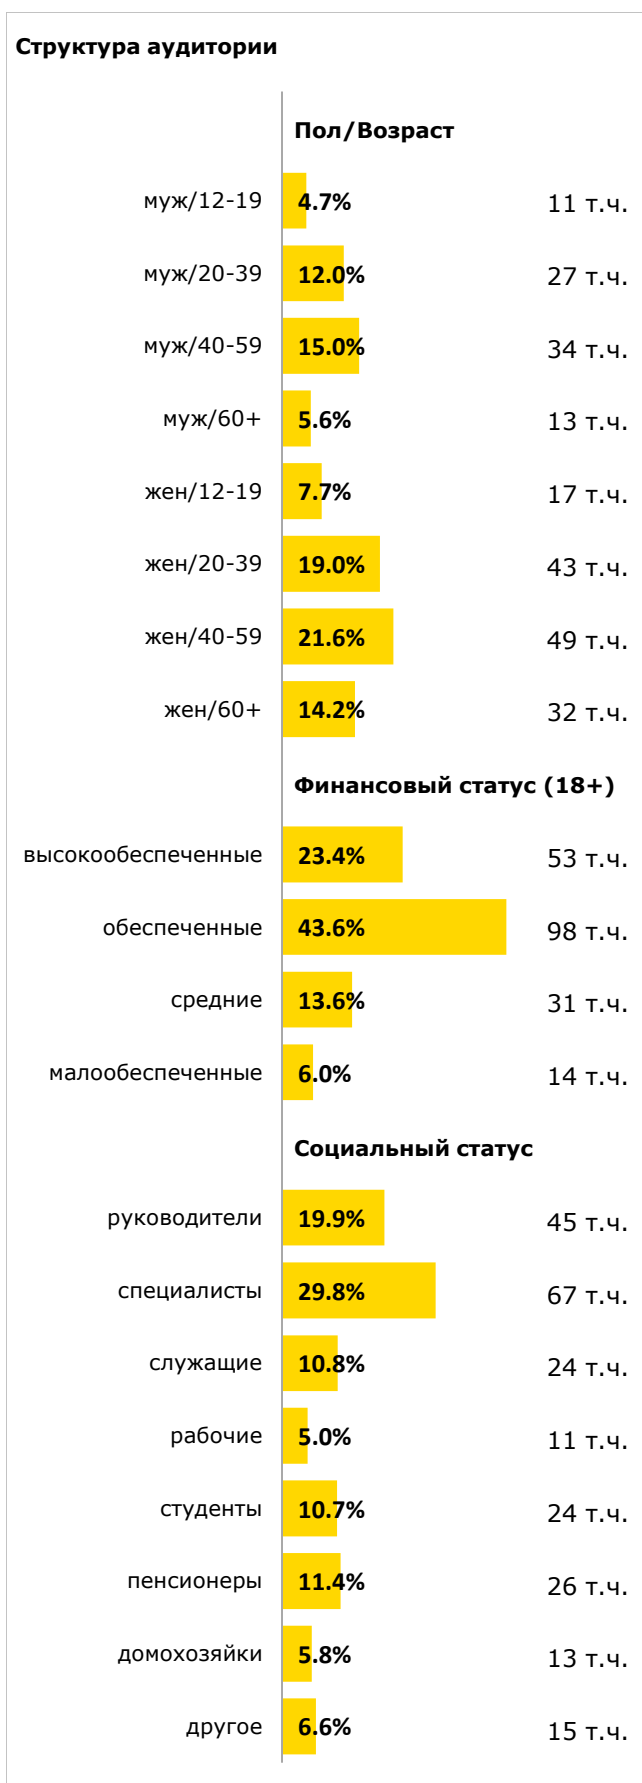 Структура аудитории
Пол/Возраст
муж/12-19 4.7% 11 т.ч.
муж/20-39 12.0% 27 т.ч.
муж/40-59 15.0% 34 т.ч.
муж/60+ 5.6% 13 т.ч.
жен/12-19 7.7% 17 т.ч.
жен/20-39 19.0% 43 т.ч.
жен/40-59 21.6% 49 т.ч.
жен/60+ 14.2% 32 т.ч.
Финансовый статус (18+)
высокообеспеченные 23.4% 53 т.ч.
обеспеченные 43.6% 98 т.ч.
средние 13.6% 31 т.ч.
малообеспеченные 6.0% 14 т.ч.
Социальный статус
руководители 19.9% 45 т.ч.
специалисты 29.8% 67 т.ч.
служащие 10.8% 24 т.ч.
рабочие 5.0% 11 т.ч.
студенты 10.7% 24 т.ч.
пенсионеры 11.4% 26 т.ч.
домохозяйки 5.8% 13 т.ч.
другое 6.6% 15 т.ч.